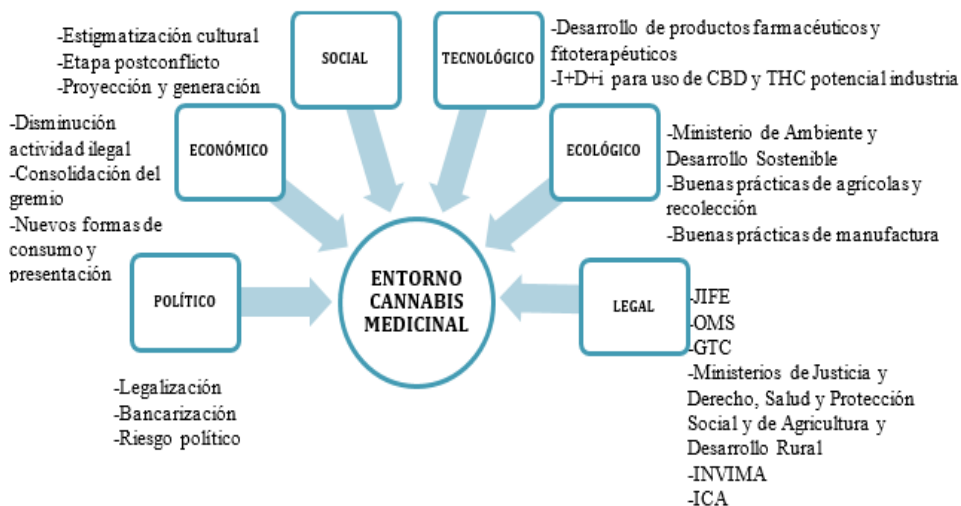 -Estigmatización cultural
-Etapa postconflicto
-Proyección y generación
SOCIAL
TECNOLÓGICO
-Desarrollo de productos farmacéuticos y
fitoterapéuticos
-I+D+i para uso de CBD y THC potencial industria
-Disminución
actividad ilegal
-Consolidación del
gremio
-Nuevos formas de
consumo y
presentación
ECONÓMICO
ECOLÓGICO
-Ministerio de Ambiente y
Desarrollo Sostenible
-Buenas prácticas de agrícolas y
recolección
-Buenas prácticas de manufactura
POLÍTICO
-Legalización
-Bancarización
-Riesgo político
ENTORNO
CANNABIS
MEDICINAL
LEGAL
-JIFE
-OMS
-GTC
-Ministerios de Justicia y
Derecho, Salud y Protección
Social y de Agricultura y
Desarrollo Rural
-INVIMA
-ICA